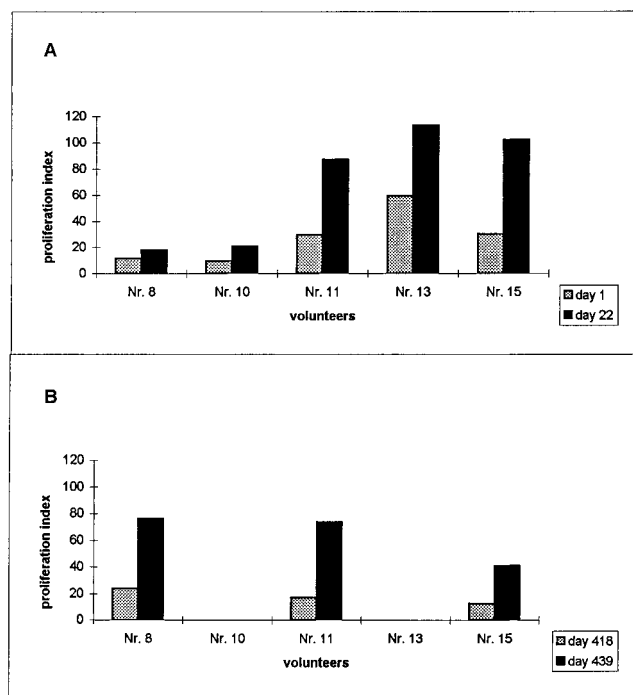 A
proliferation index
120
100
80
60
40
20
0
Nr. 8 Nr. 10 Nr. 11 Nr. 13 Nr. 15
volunteers
day 1
day 22
B
proliferation index
120
100
80
60
40
20
0
Nr. 8 Nr. 10 Nr. 11 Nr. 13 Nr. 15
volunteers
day 418
day 439